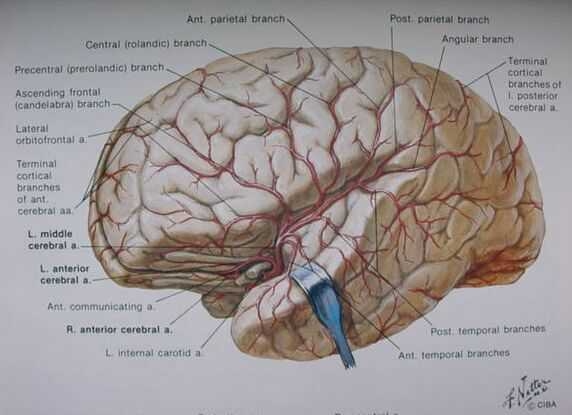 Ant. parietal branch
Post. parietal branch
Central (rolandic) branch
Angular branch
Precentral (prerolandic) branch
Terminal
cortical
branches of
l. posterior
cerebral a.
Ascending frontal
(candelabra) branch
Lateral
orbitofrontal a.
Terminal
cortical
branches
of ant.
cerebral aa.
L. middle
cerebral a.
L. anterior
cerebral a.
Ant. communicating a.
R. anterior cerebral a.
L. internal carotid a.
Post. temporal branches
Ant. temporal branches
F. Netter
© CIBA